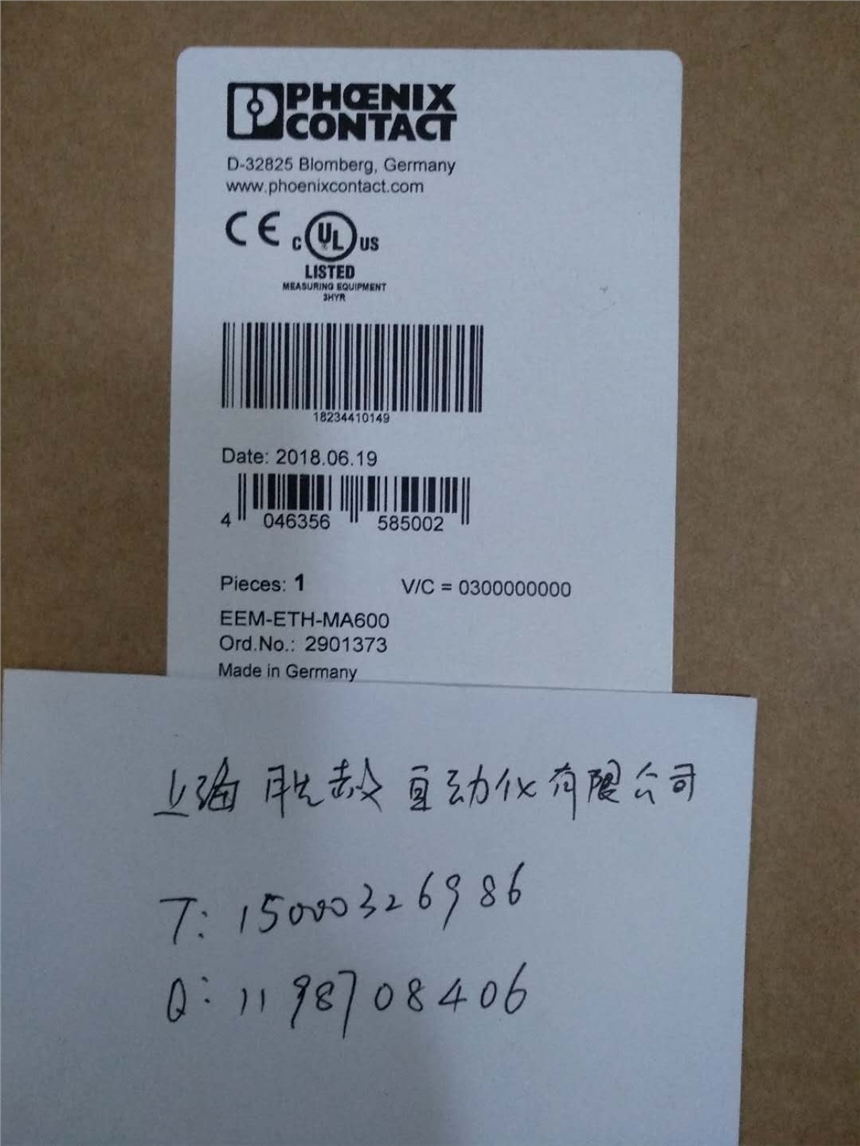 PHŒNIX
CONTACT
D-32825 Blomberg, Germany
www.phoenixcontact.com
CE c UL US
LISTED
MEASURING EQUIPMENT
3HYR
18234410149
Date: 2018.06.19
4 046356 585002
Pieces: 1 V/C = 0300000000
EEM-ETH-MA600
Ord.No.: 2901373
Made in Germany
上海 自动仪有限公司
T: 15000326986
Q: 1198708406